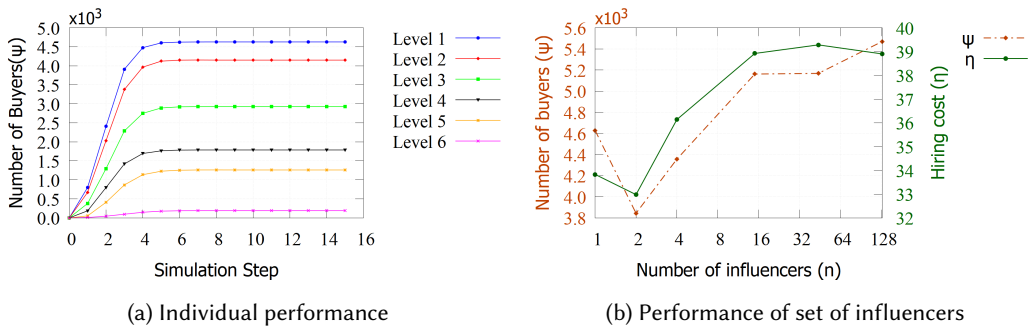 ×10³
5.0
4.5
4.0
3.5
3.0
2.5
2.0
1.5
1.0
0.5
0.0
Number of Buyers(ψ)
0 2 4 6 8 10 12 14 16
Simulation Step
Level 1
Level 2
Level 3
Level 4
Level 5
Level 6
(a) Individual performance
×10³
5.6
5.4
5.2
5.0
4.8
4.6
4.4
4.2
4.0
3.8
Number of buyers (ψ)
1 2 4 8 16 32 64 128
Number of influencers (n)
40
39
38
37
36
35
34
33
32
Hiring cost (η)
ψ
η
(b) Performance of set of influencers